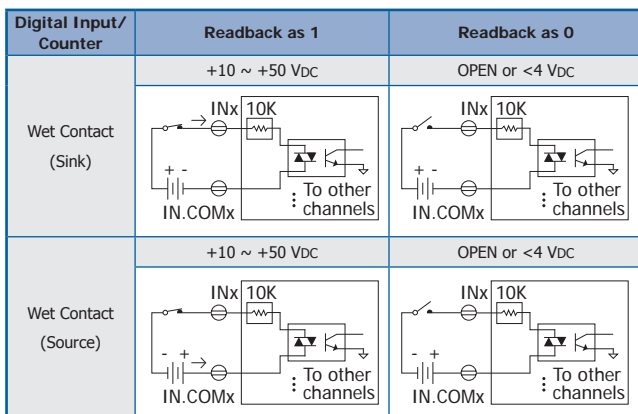 Digital Input/
Counter
Readback as 1
Readback as 0
Wet Contact
(Sink)
+10 ~ +50 VDC
OPEN or <4 VDC
INx 10K
+ -
IN.COMx
To other
channels
INx 10K
+ -
IN.COMx
To other
channels
Wet Contact
(Source)
+10 ~ +50 VDC
OPEN or <4 VDC
INx 10K
- +
IN.COMx
To other
channels
INx 10K
- +
IN.COMx
To other
channels